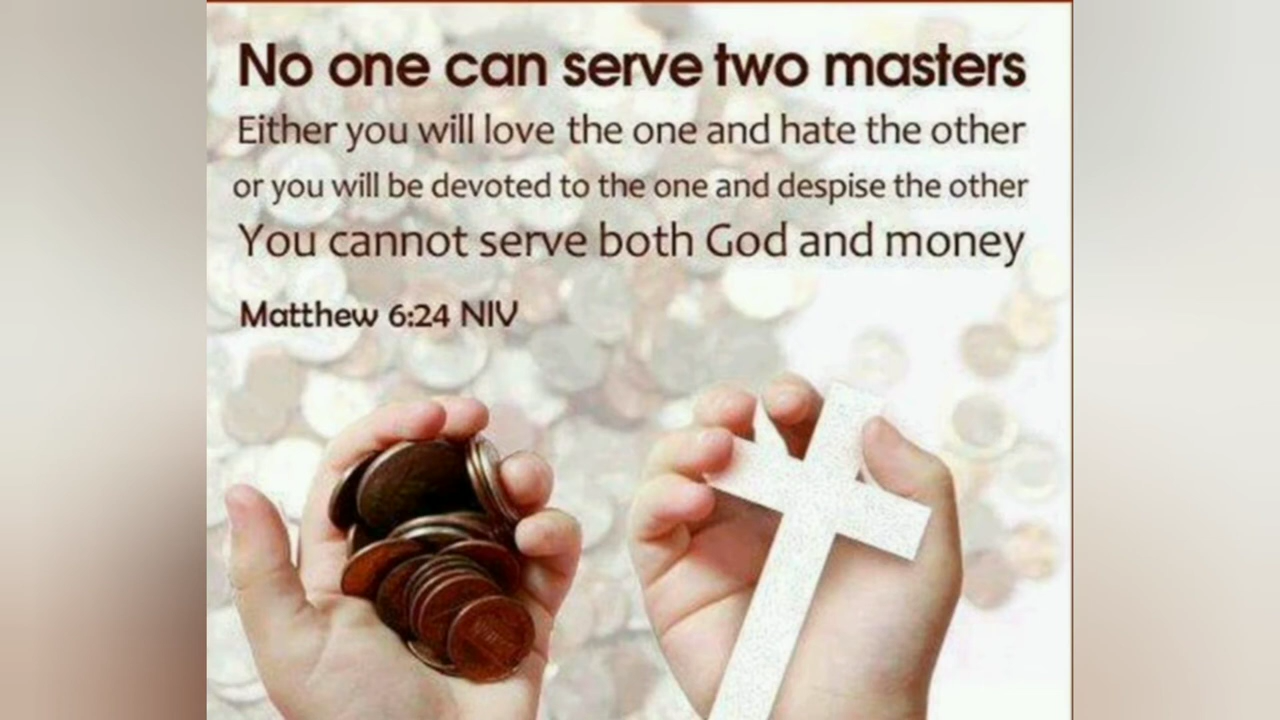 No one can serve two masters
Either you will love the one and hate the other
or you will be devoted to the one and despise the other
You cannot serve both God and money
Matthew 6:24 NIV